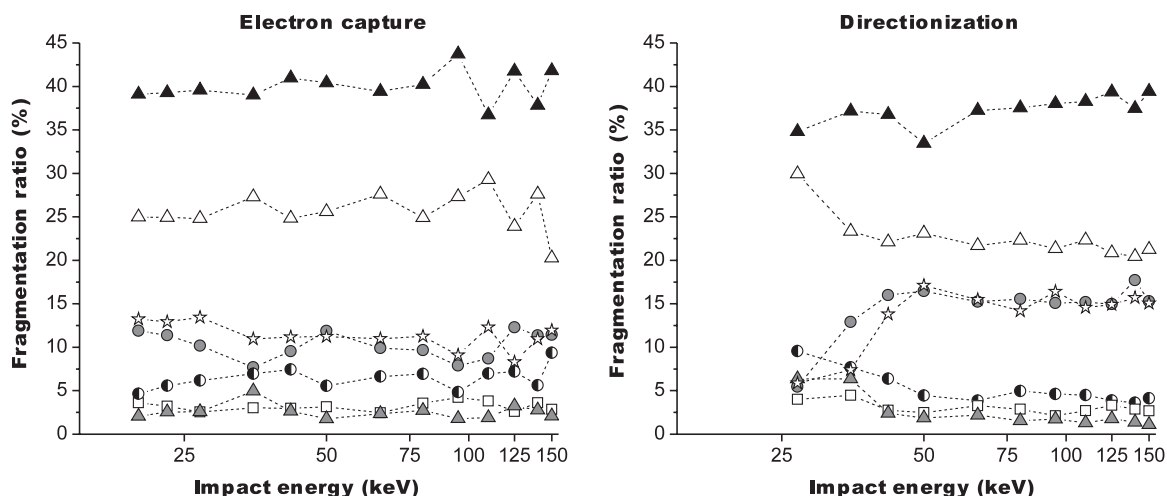 Electron capture
Directionization
45
40
35
30
25
20
15
10
5
0
Fragmentation ratio (%)
25 50 75 100 125 150
Impact energy (keV)
45
40
35
30
25
20
15
10
5
0
Fragmentation ratio (%)
25 50 75 100 125 150
Impact energy (keV)